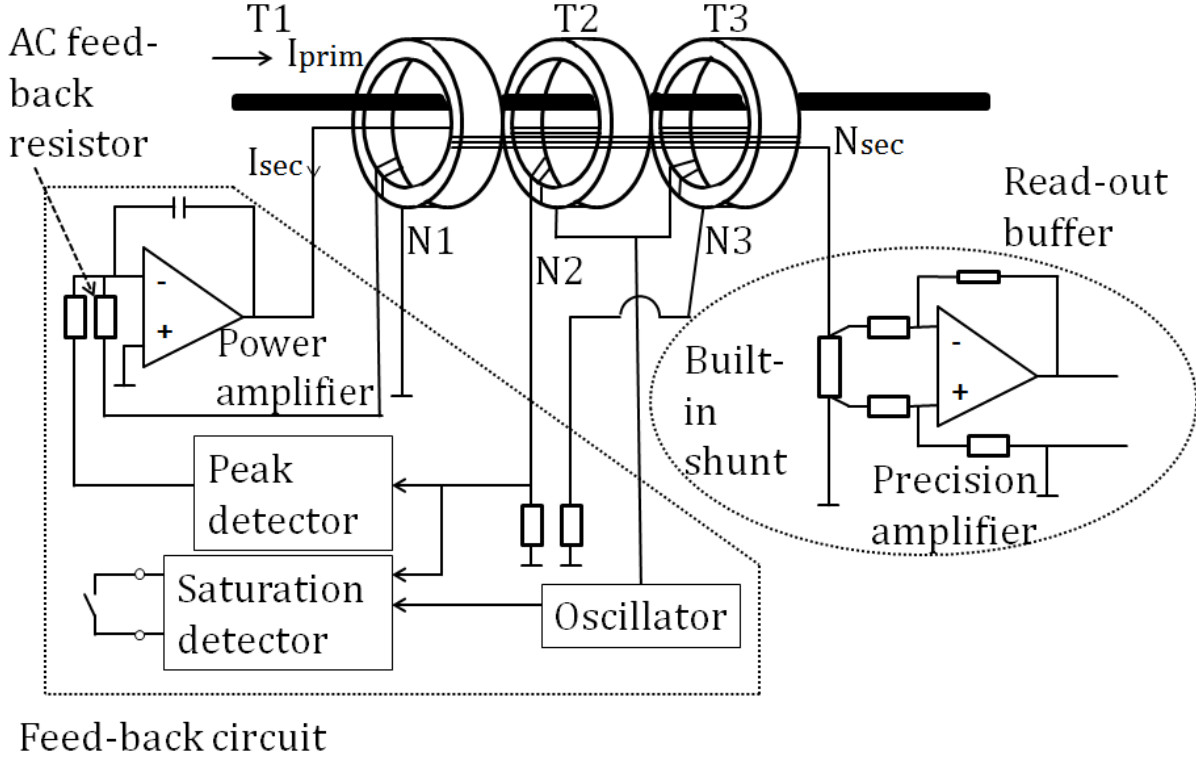 T1
T2
T3
AC feed-
back
resistor
Iprim
Isec
Nsec
N1
N2
N3
Read-out
buffer
-
+
Power
amplifier
Built-
in
shunt
-
+
Precision
amplifier
Peak
detector
Saturation
detector
Oscillator
Feed-back circuit